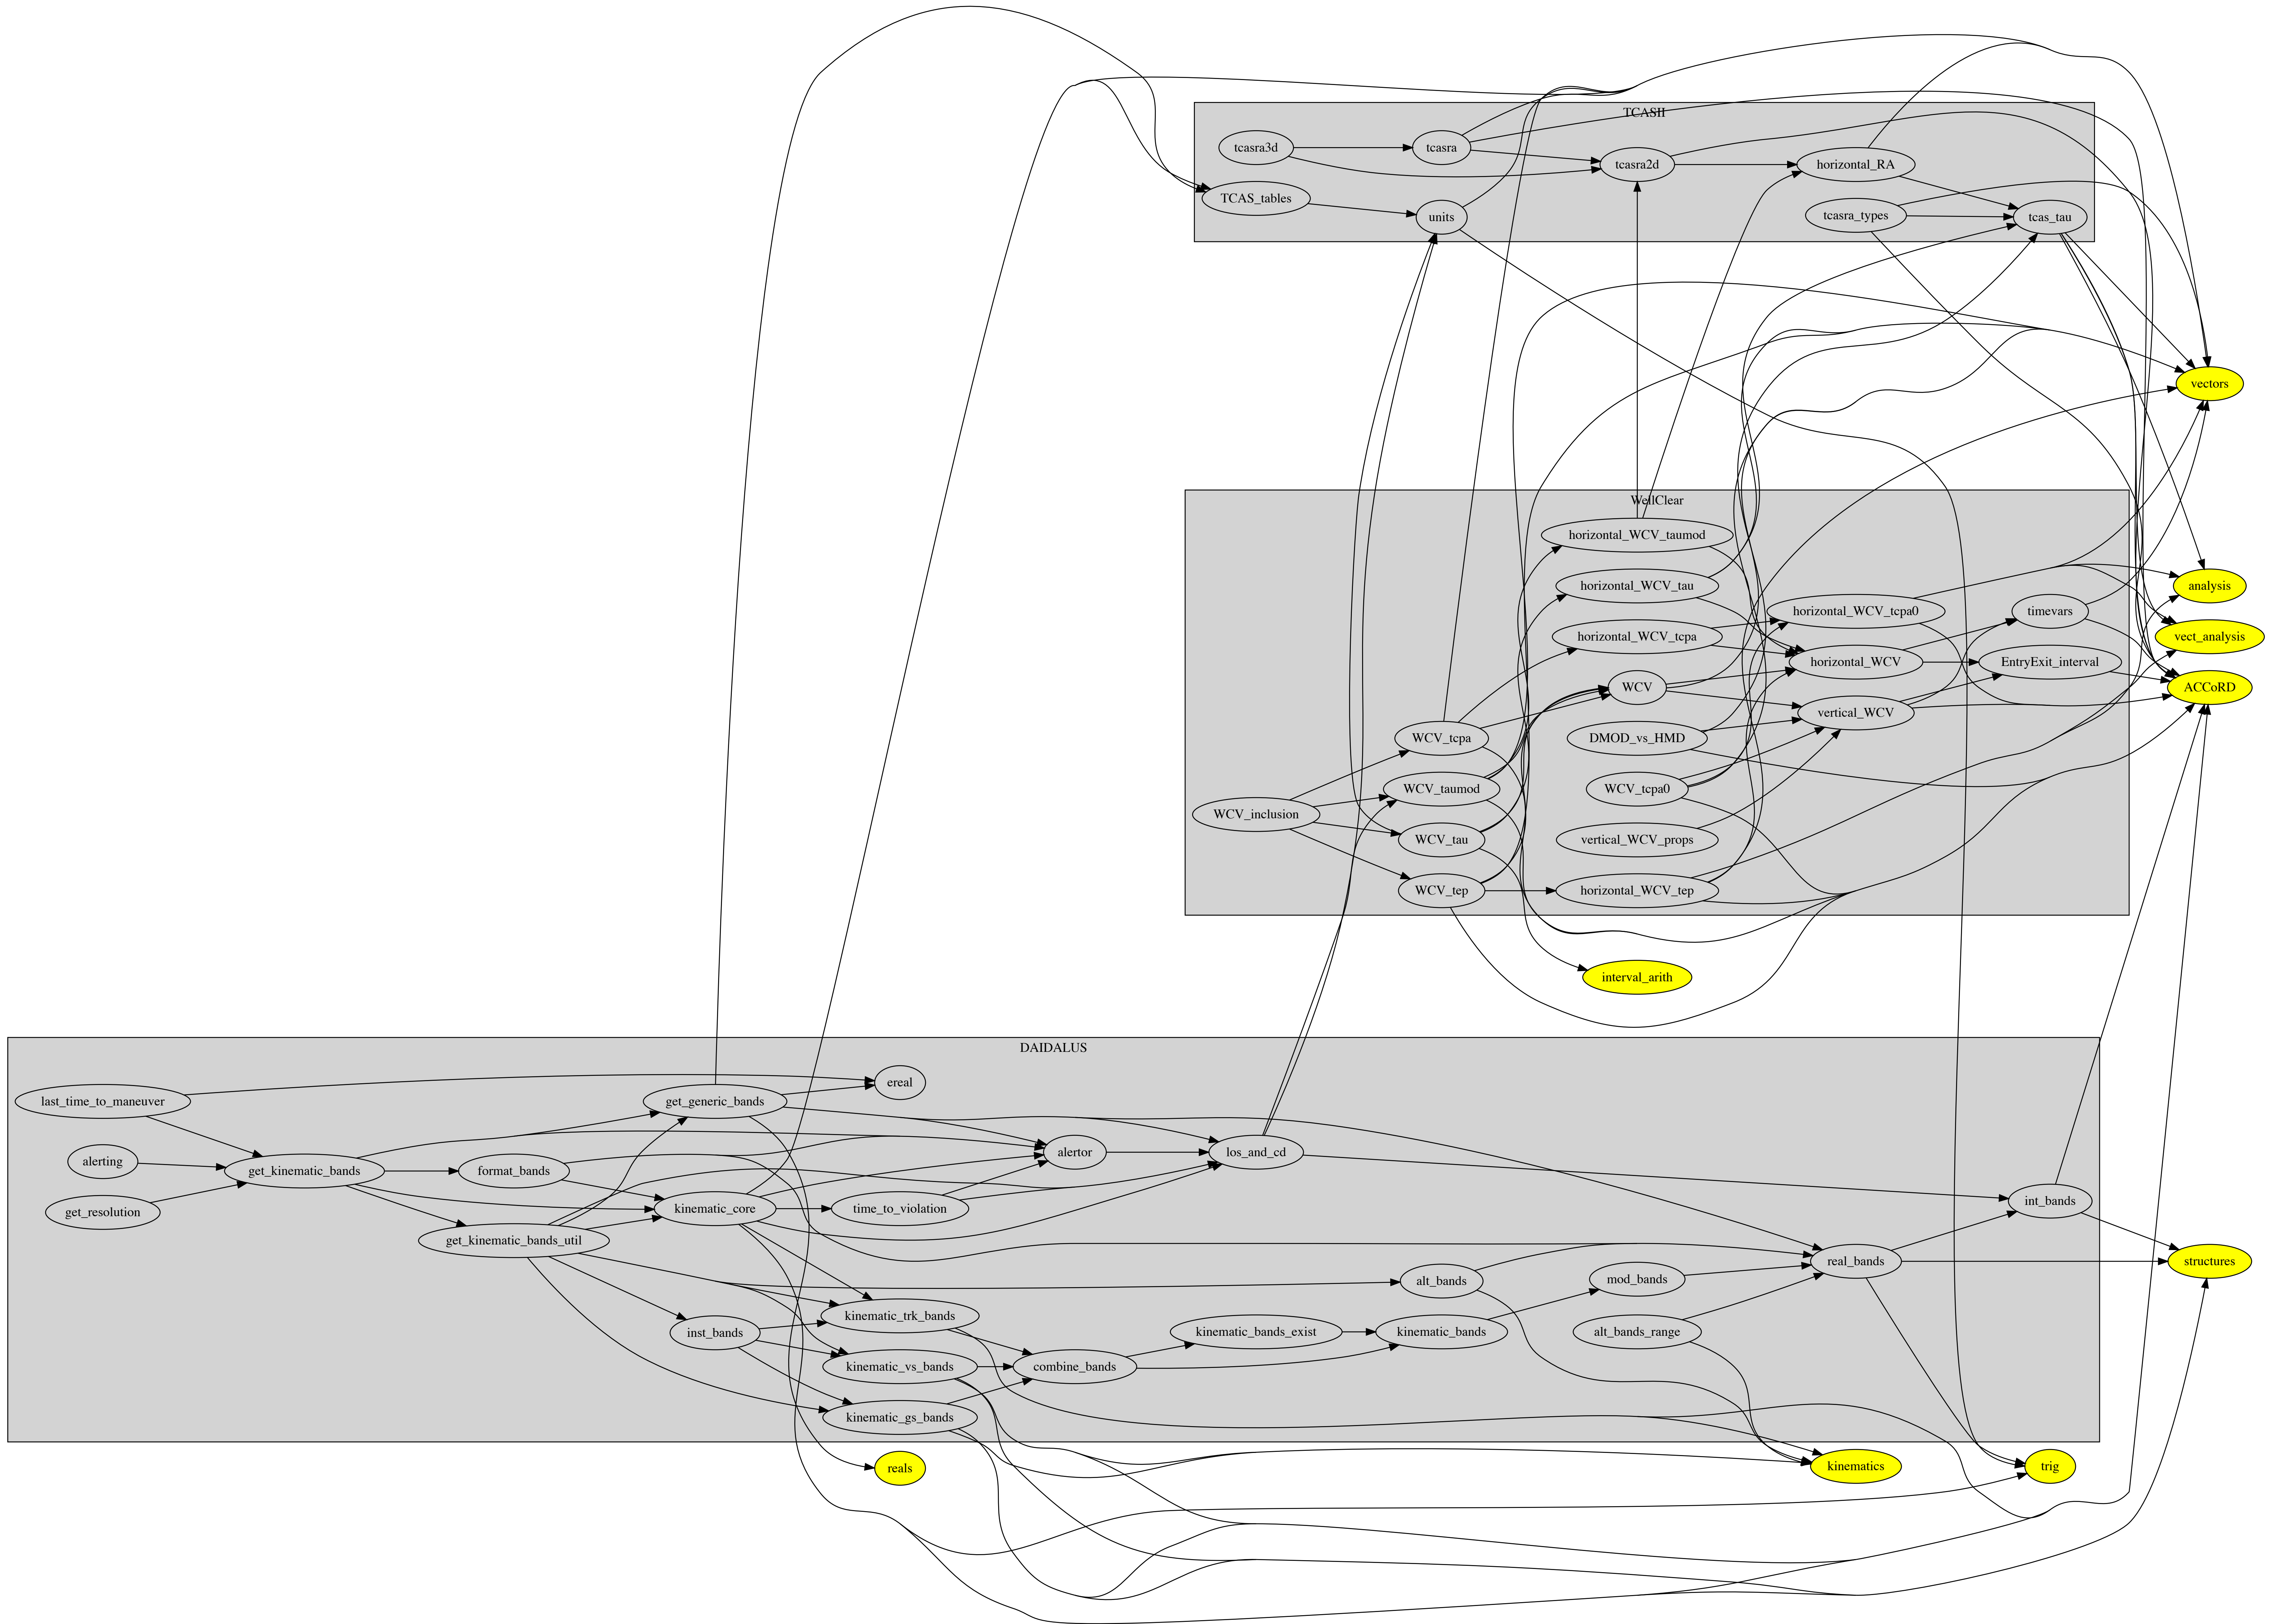 TCASII
tcasra3d
tcasra
tcasra2d
horizontal_RA
TCAS_tables
units
tcasra_types
tcas_tau
vectors
WellClear
horizontal_WCV_taumod
horizontal_WCV_tau
analysis
horizontal_WCV_tcpa0
timevars
horizontal_WCV_tcpa
vect_analysis
horizontal_WCV
EntryExit_interval
WCV
ACCoRD
vertical_WCV
WCV_tcpa
DMOD_vs_HMD
WCV_taumod
WCV_tcpa0
WCV_inclusion
WCV_tau
vertical_WCV_props
WCV_tep
horizontal_WCV_tep
interval_arith
DAIDALUS
ereal
last_time_to_maneuver
get_generic_bands
alertor
los_and_cd
alerting
get_kinematic_bands
format_bands
int_bands
get_resolution
kinematic_core
time_to_violation
get_kinematic_bands_util
real_bands
structures
alt_bands
mod_bands
kinematic_trk_bands
inst_bands
kinematic_bands_exist
kinematic_bands
alt_bands_range
kinematic_vs_bands
combine_bands
kinematic_gs_bands
reals
kinematics
trig